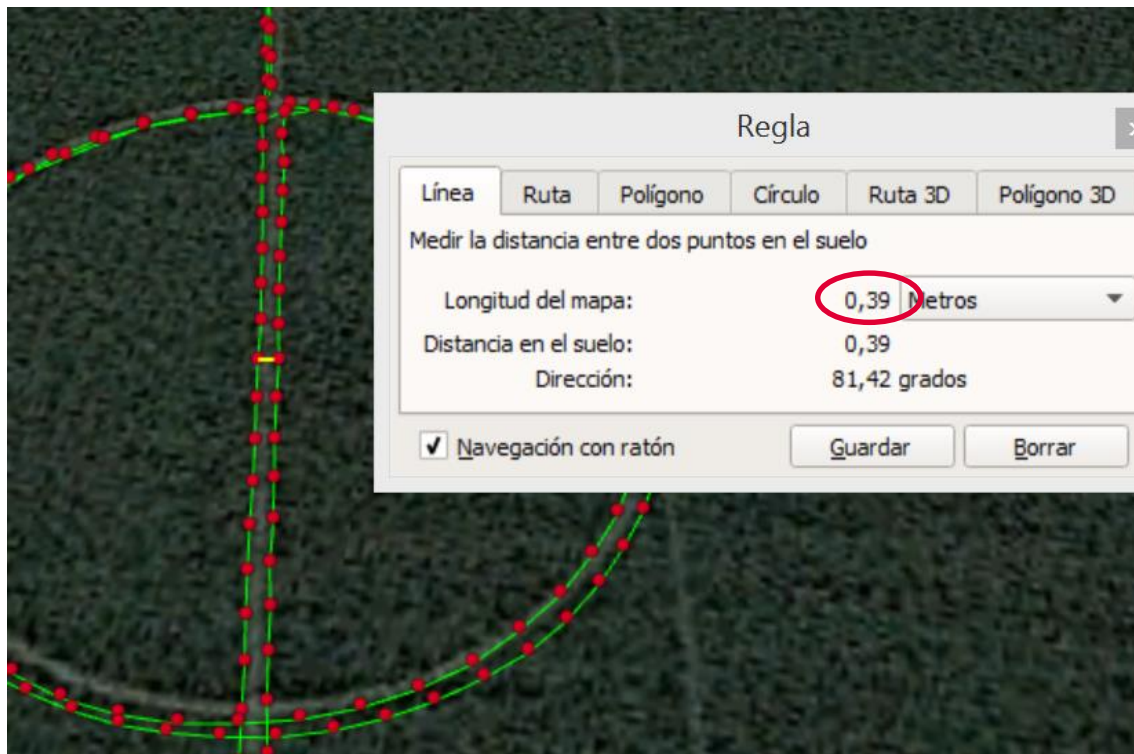 Regla
Línea Ruta Polígono Círculo Ruta 3D Polígono 3D
Medir la distancia entre dos puntos en el suelo
Longitud del mapa: 0,39 Metros
Distancia en el suelo: 0,39
Dirección: 81,42 grados
Navegación con ratón Guardar Borrar